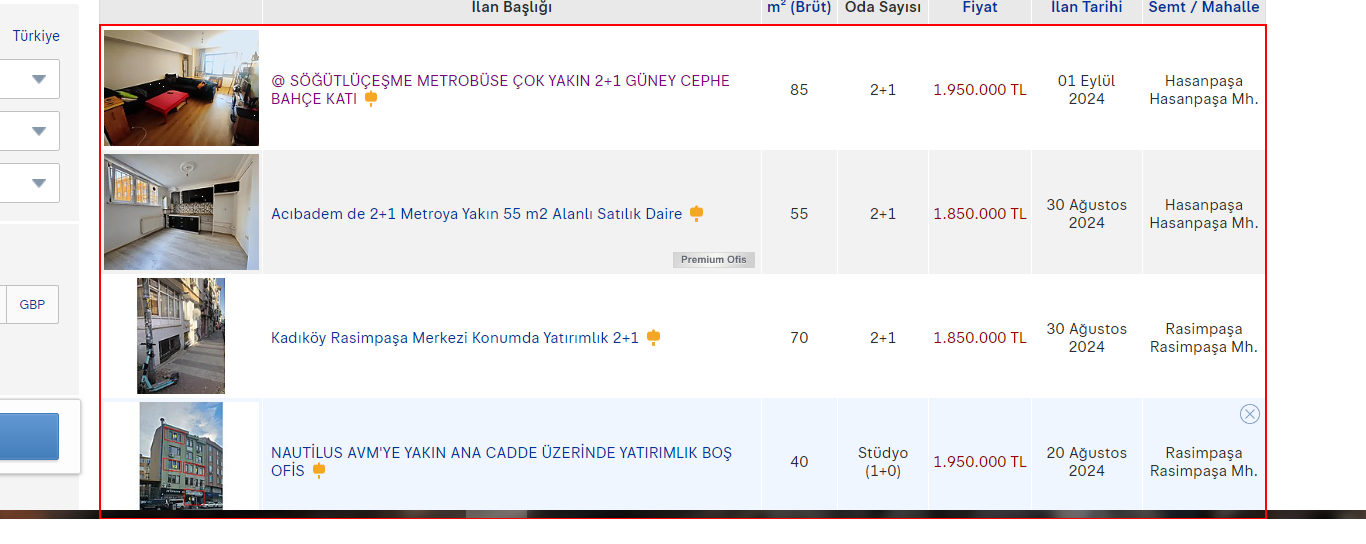 İlan Başlığı
m² (Brüt)
Oda Sayısı
Fiyat
İlan Tarihi
Semt / Mahalle
Türkiye
GBP
@ SÖĞÜTLÜÇEŞME METROBÜSE ÇOK YAKIN 2+1 GÜNEY CEPHE
BAHÇE KATI
85
2+1
1.950.000 TL
01 Eylül
2024
Hasanpaşa
Hasanpaşa Mh.
Acıbadem de 2+1 Metroya Yakın 55 m2 Alanlı Satılık Daire
Premium Ofis
55
2+1
1.850.000 TL
30 Ağustos
2024
Hasanpaşa
Hasanpaşa Mh.
Kadıköy Rasimpaşa Merkezi Konumda Yatırımlık 2+1
70
2+1
1.850.000 TL
30 Ağustos
2024
Rasimpaşa
Rasimpaşa Mh.
NAUTİLUS AVM'YE YAKIN ANA CADDE ÜZERİNDE YATIRIMLIK BOŞ
OFİS
40
Stüdyo
(1+0)
1.950.000 TL
20 Ağustos
2024
Rasimpaşa
Rasimpaşa Mh.